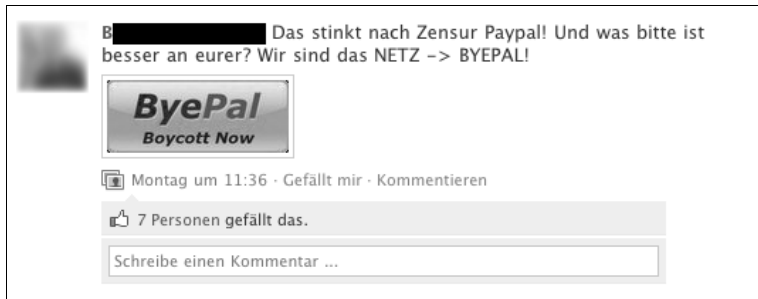 B Das stinkt nach Zensur Paypal! Und was bitte ist
besser an eurer? Wir sind das NETZ -> BYEPAL!
ByePal
Boycott Now
Montag um 11:36 · Gefällt mir · Kommentieren
7 Personen gefällt das.
Schreibe einen Kommentar ...